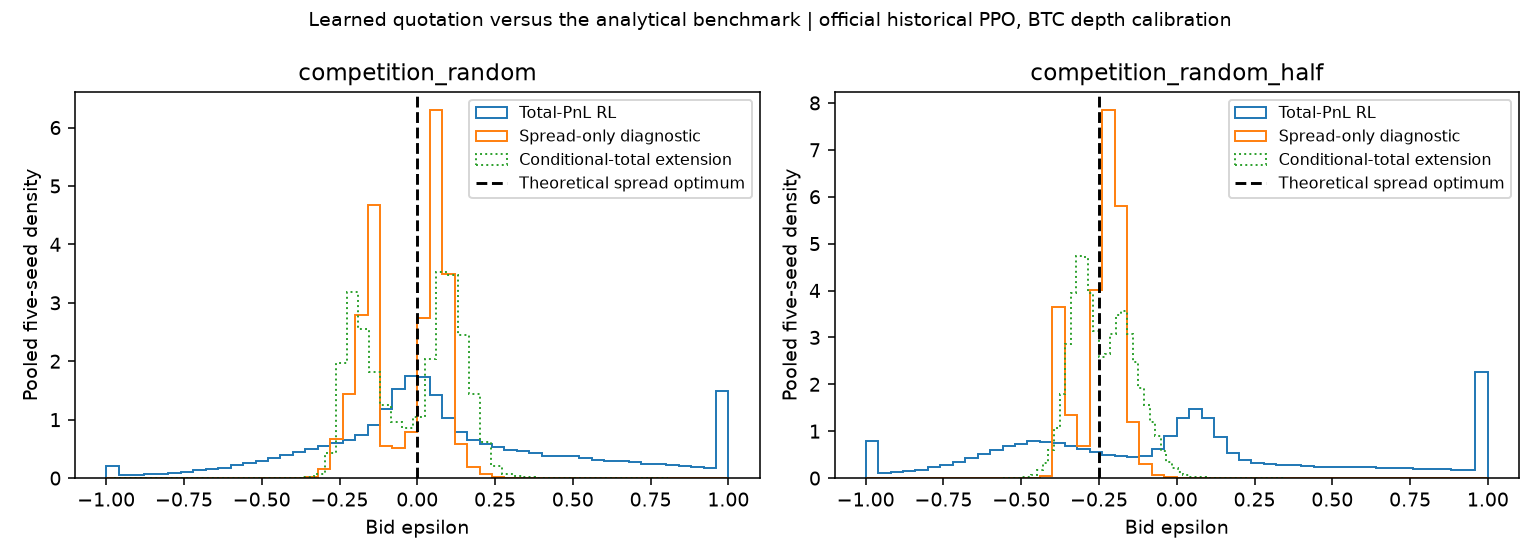 Learned quotation versus the analytical benchmark | official historical PPO, BTC depth calibration
competition_random
Pooled five-seed density
6
5
4
3
2
1
0
Total-PnL RL
Spread-only diagnostic
Conditional-total extension
Theoretical spread optimum
−1.00 −0.75 −0.50 −0.25 0.00 0.25 0.50 0.75 1.00
Bid epsilon
competition_random_half
Pooled five-seed density
8
7
6
5
4
3
2
1
0
Total-PnL RL
Spread-only diagnostic
Conditional-total extension
Theoretical spread optimum
−1.00 −0.75 −0.50 −0.25 0.00 0.25 0.50 0.75 1.00
Bid epsilon